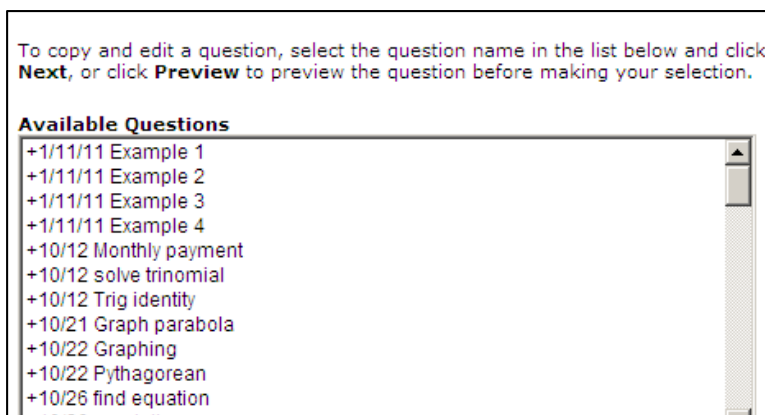 To copy and edit a question, select the question name in the list below and click
Next, or click Preview to preview the question before making your selection.
Available Questions
+1/11/11 Example 1
+1/11/11 Example 2
+1/11/11 Example 3
+1/11/11 Example 4
+10/12 Monthly payment
+10/12 solve trinomial
+10/12 Trig identity
+10/21 Graph parabola
+10/22 Graphing
+10/22 Pythagorean
+10/26 find equation